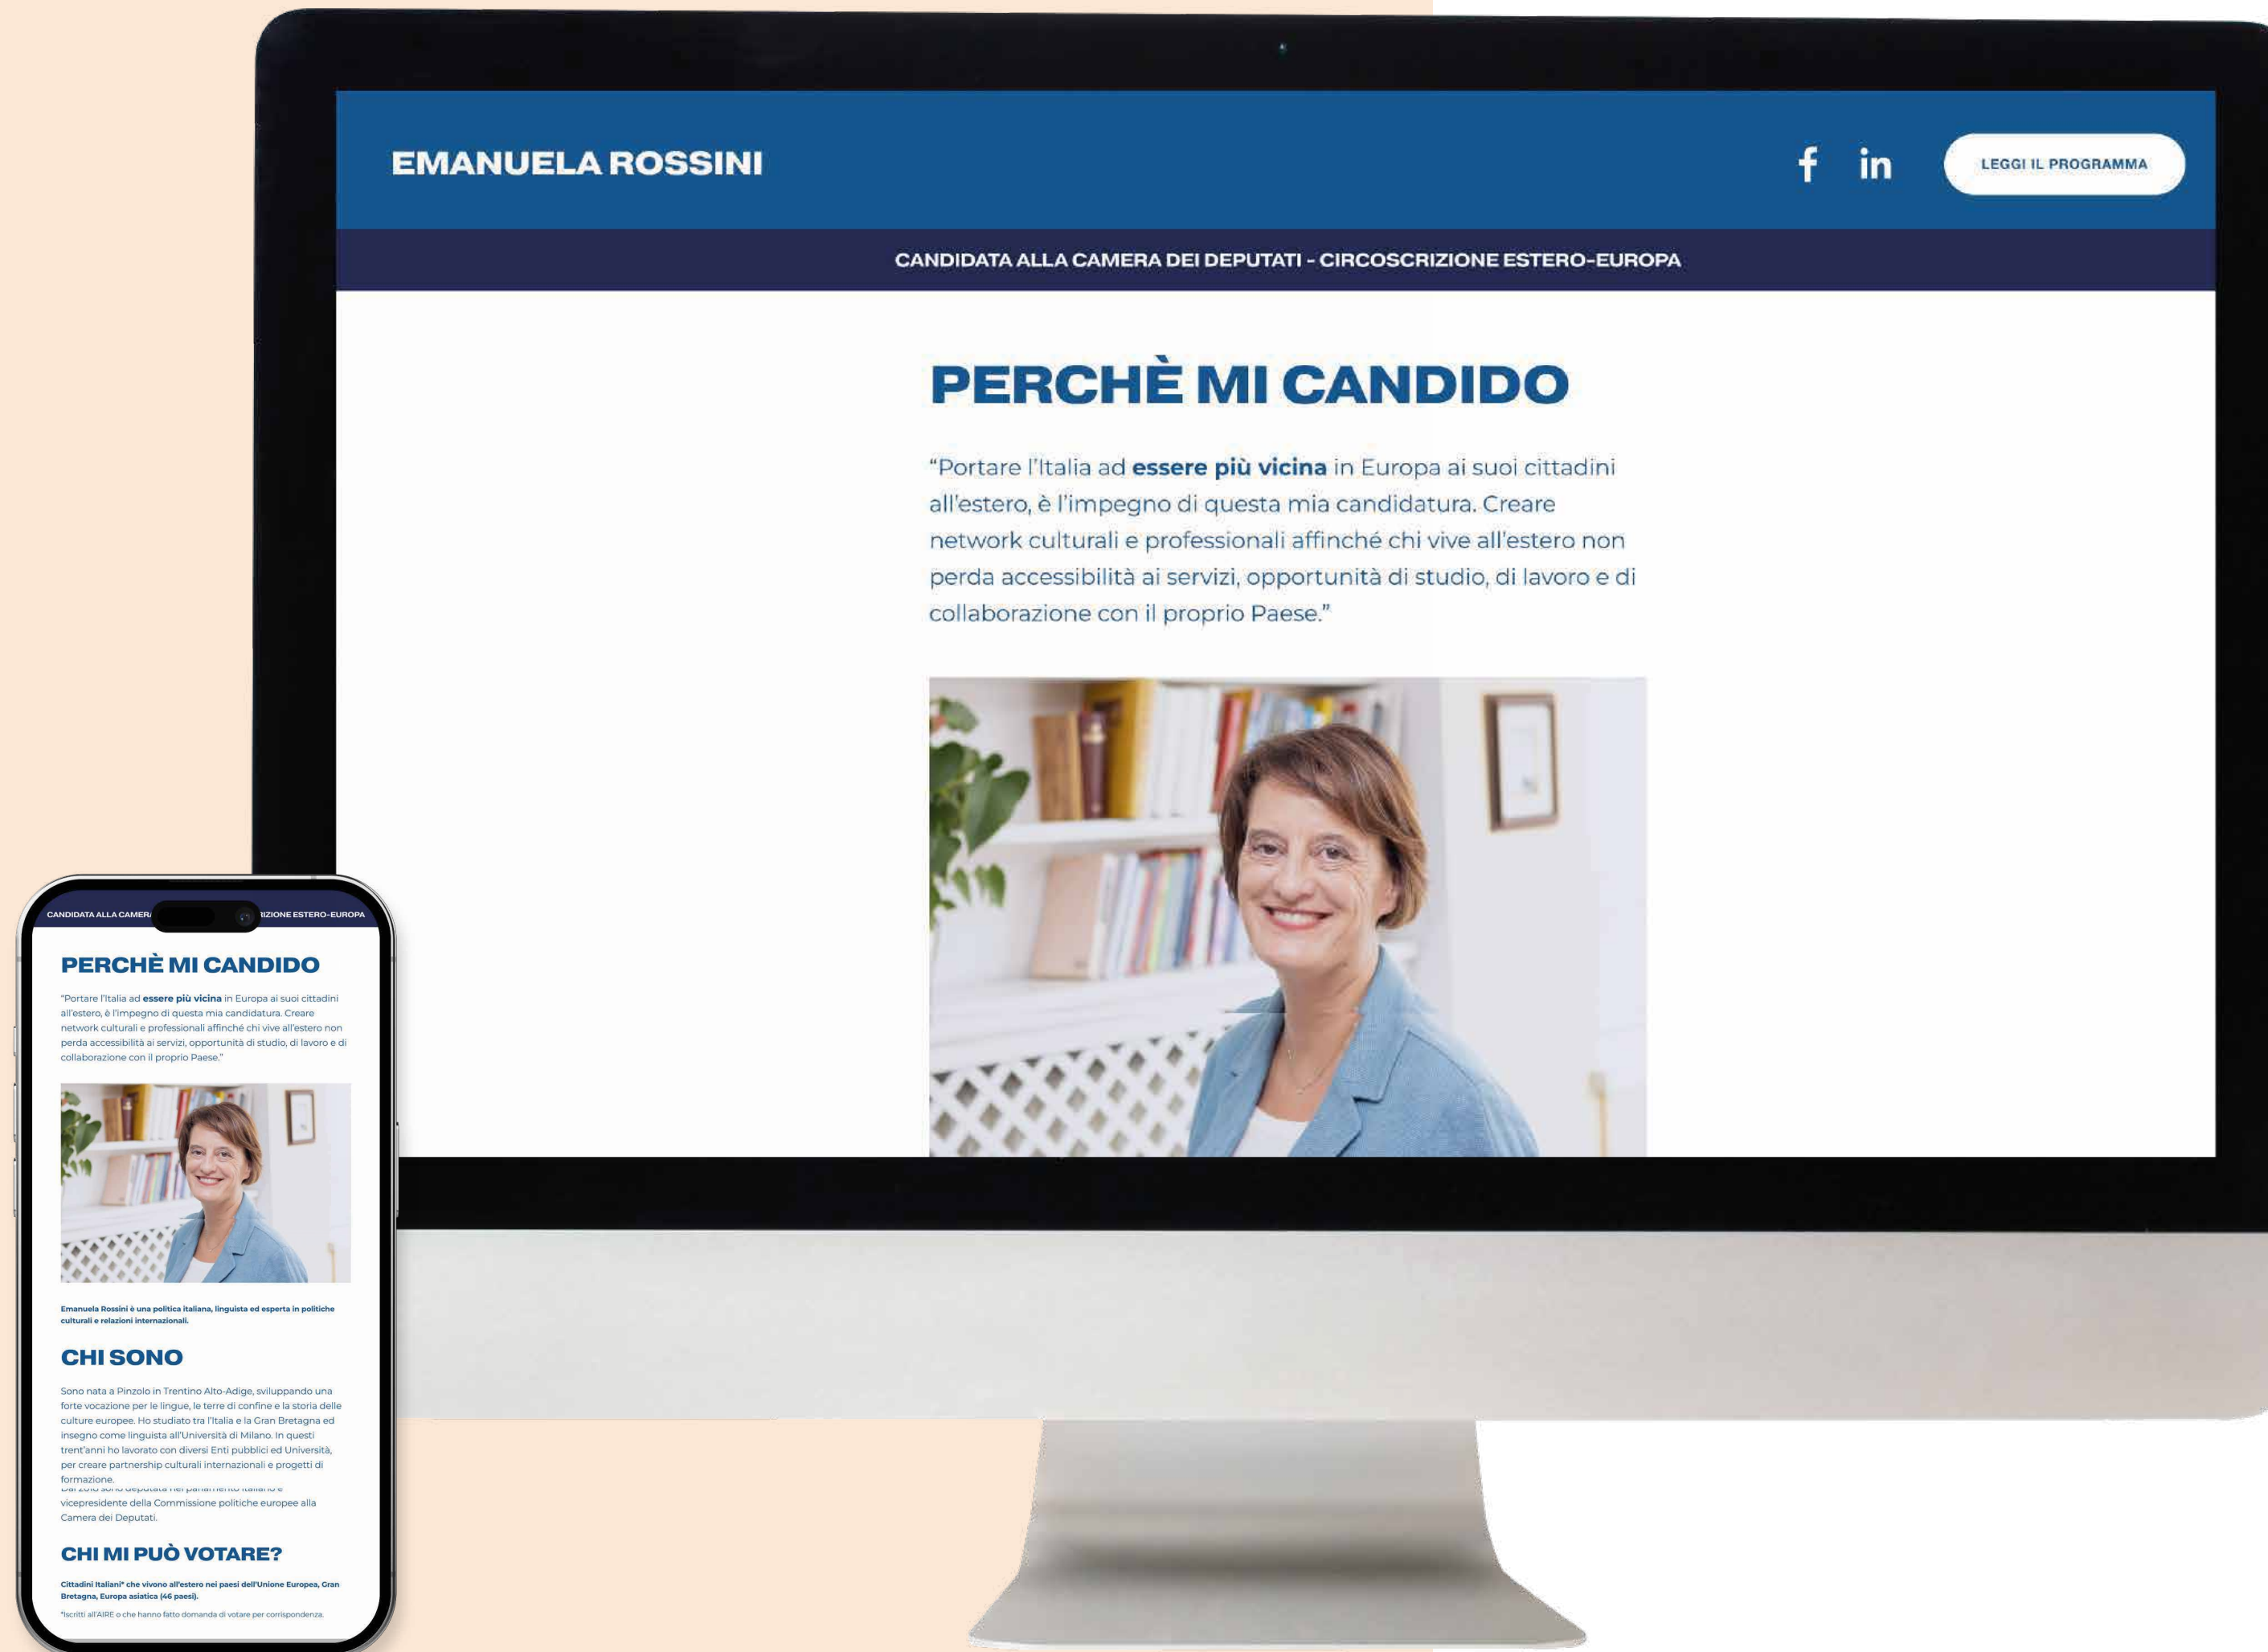 EMANUELA ROSSINI
f in LEGGI IL PROGRAMMA
CANDIDATA ALLA CAMERA DEI DEPUTATI - CIRCOSCRIZIONE ESTERO-EUROPA
PERCHÈ MI CANDIDO
“Portare l'Italia ad essere più vicina in Europa ai suoi cittadini
all'estero, è l'impegno di questa mia candidatura. Creare
network culturali e professionali affinché chi vive all'estero non
perda accessibilità ai servizi, opportunità di studio, di lavoro e di
collaborazione con il proprio Paese.”
CANDIDATA ALLA ESTERO-EUROPA
PERCHÈ MI CANDIDO
“Portare l'Italia ad essere più vicina in Europa ai suoi cittadini
all'estero, è l'impegno di questa mia candidatura. Creare
network culturali e professionali affinché chi vive all'estero non
perda accessibilità ai servizi, opportunità di studio, di lavoro e di
collaborazione con il proprio Paese.”
Emanuela Rossini è una politica italiana, linguista ed esperta in politiche
culturali e relazioni internazionali.
CHI SONO
Sono nata a Pinzolo in Trentino Alto-Adige, sviluppando una
forte vocazione per le lingue, le terre di confine e la storia delle
culture europee. Ho studiato tra l'Italia e la Gran Bretagna ed
insegno come linguista all'Università di Milano. In questi
trent'anni ho lavorato con diversi Enti pubblici ed Università,
per creare partnership culturali internazionali e progetti di
formazione.
vicepresidente della Commissione politiche europee alla
Camera dei Deputati.
CHI MI PUÒ VOTARE?
Cittadini Italiani* che vivono all'estero nei paesi dell'Unione Europea, Gran
Bretagna, Europa asiatica (46 paesi).
*Iscritti all'AIRE o che hanno fatto domanda di votare per corrispondenza.